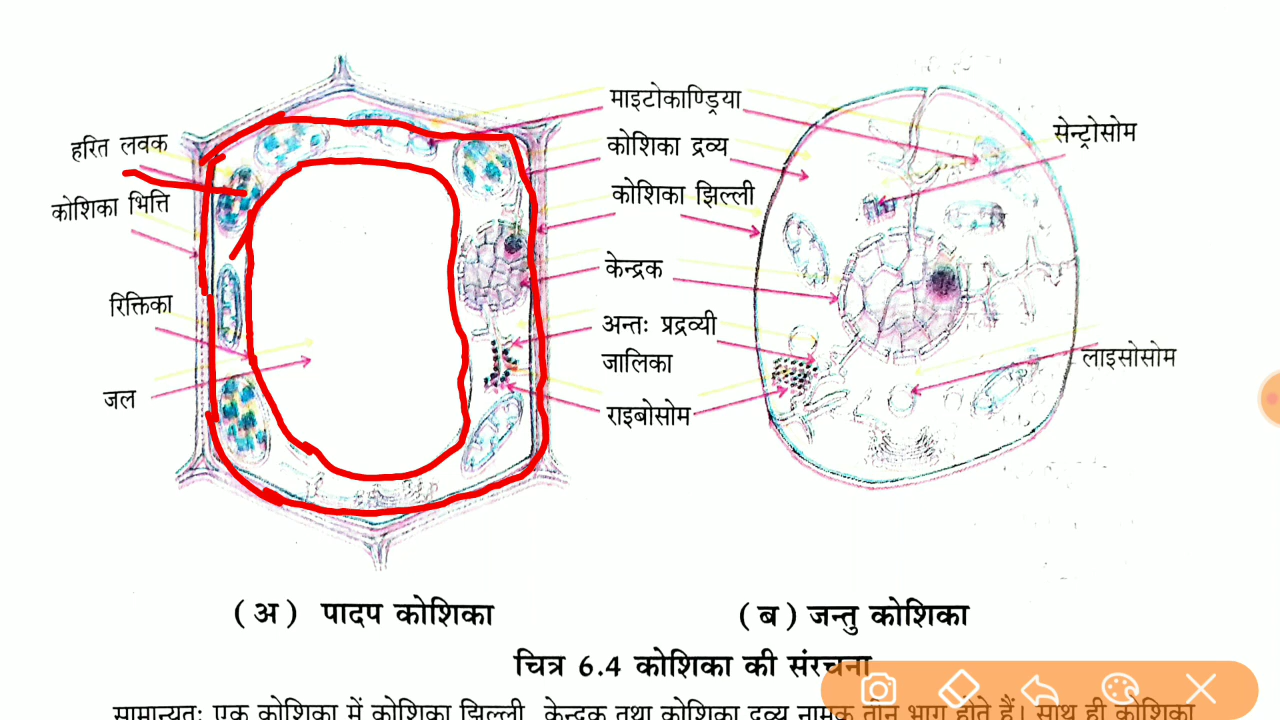 माइटोकाण्ड्रिया
सेन्ट्रोसोम
हरित लवक
कोशिका द्रव्य
कोशिका भित्ति
कोशिका झिल्ली
केन्द्रक
रिक्तिका
अन्तः प्रद्रव्यी
जालिका
लाइसोसोम
जल
राइबोसोम
( अ ) पादप कोशिका
( ब ) जन्तु कोशिका
चित्र 6.4 कोशिका की संरचना
सामान्यतः एक कोशिका में कोशिका झिल्ली, केन्द्रक तथा कोशिका द्रव्य नामक तीन भाग होते हैं। साथ ही कोशिका